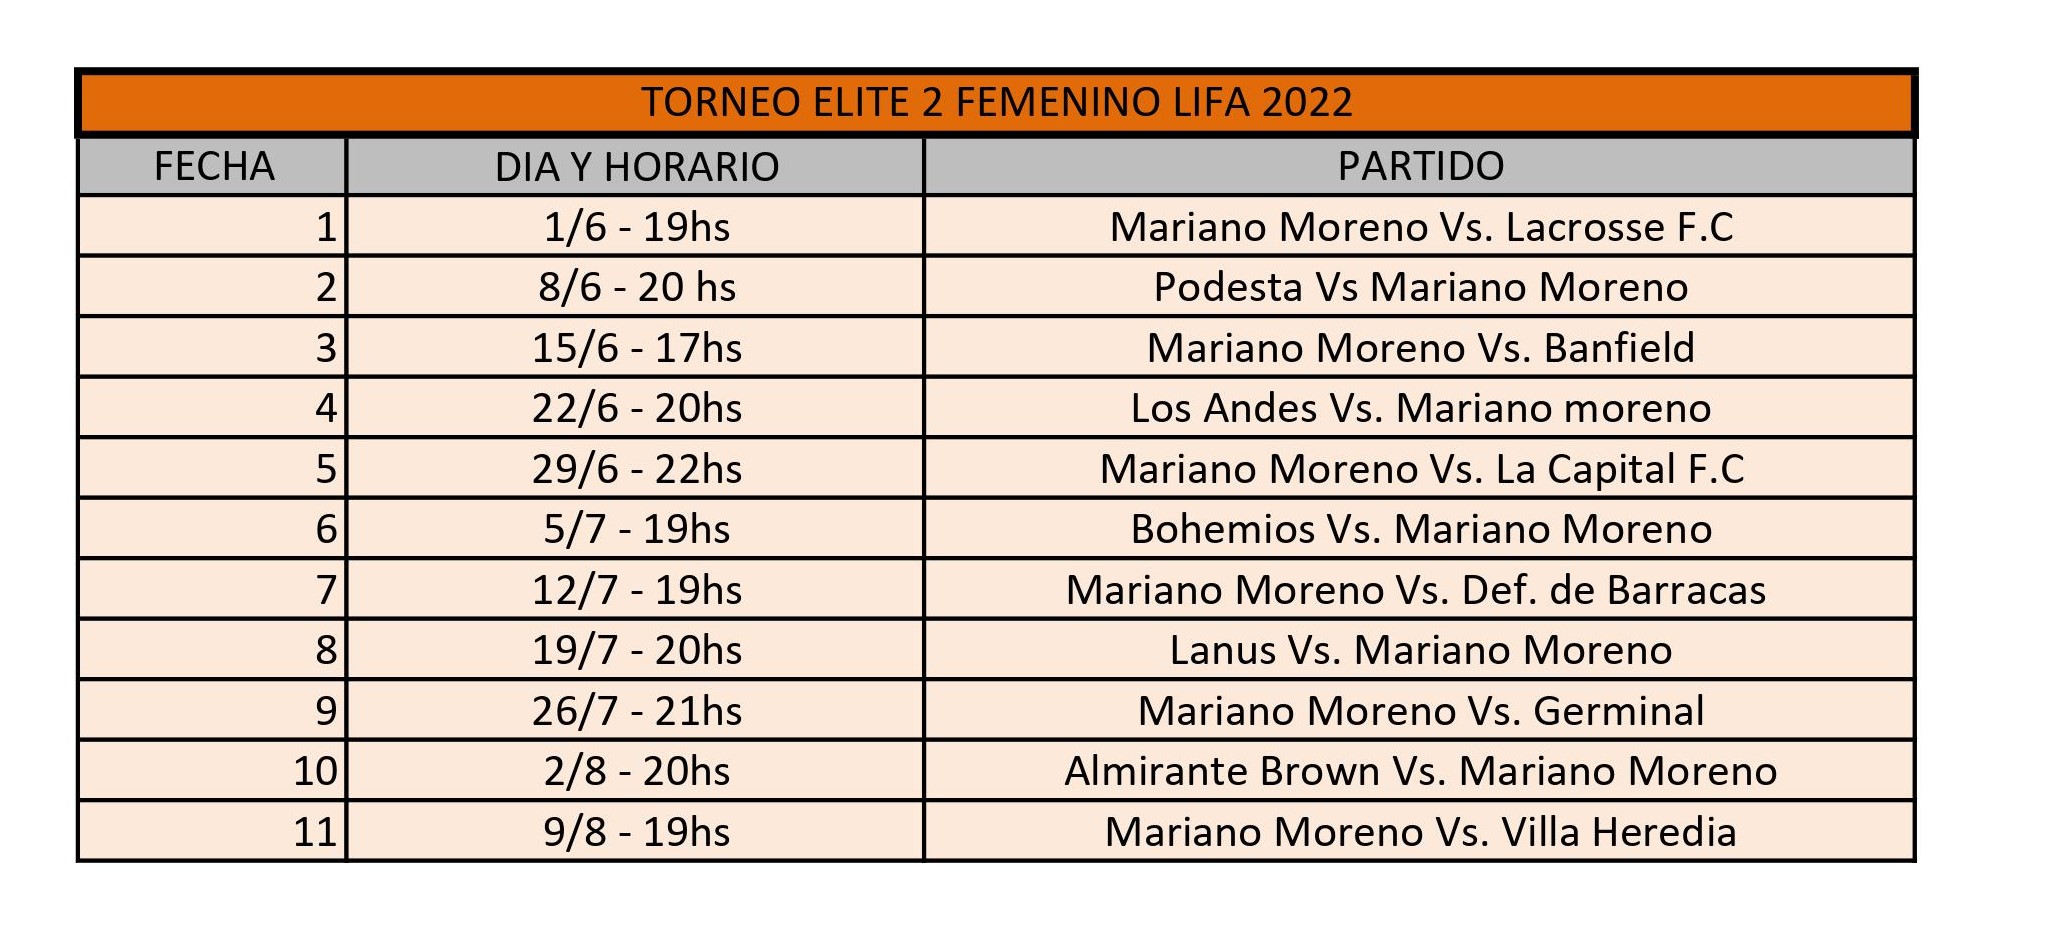 TORNEO ELITE 2 FEMENINO LIFA 2022
FECHA DIA Y HORARIO PARTIDO
1 1/6 - 19hs Mariano Moreno Vs. Lacrosse F.C
2 8/6 - 20 hs Podesta Vs Mariano Moreno
3 15/6 - 17hs Mariano Moreno Vs. Banfield
4 22/6 - 20hs Los Andes Vs. Mariano moreno
5 29/6 - 22hs Mariano Moreno Vs. La Capital F.C
6 5/7 - 19hs Bohemios Vs. Mariano Moreno
7 12/7 - 19hs Mariano Moreno Vs. Def. de Barracas
8 19/7 - 20hs Lanus Vs. Mariano Moreno
9 26/7 - 21hs Mariano Moreno Vs. Germinal
10 2/8 - 20hs Almirante Brown Vs. Mariano Moreno
11 9/8 - 19hs Mariano Moreno Vs. Villa Heredia